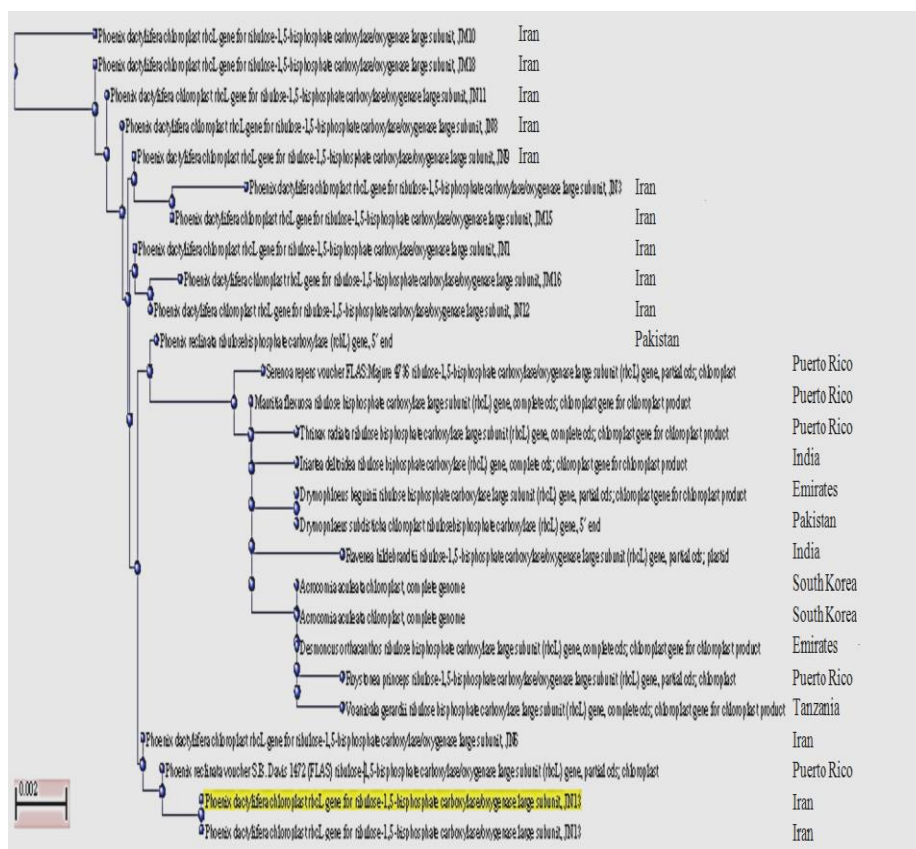 Phoenix dactylifera chloroplast rbcL gene for ribulose-1,5-bisphosphate carboxylase/oxygenase large subunit, JM10 Iran
Phoenix dactylifera chloroplast rbcL gene for ribulose-1,5-bisphosphate carboxylase/oxygenase large subunit, JM18 Iran
Phoenix dactylifera chloroplast rbcL gene for ribulose-1,5-bisphosphate carboxylase/oxygenase large subunit, JN11 Iran
Phoenix dactylifera chloroplast rbcL gene for ribulose-1,5-bisphosphate carboxylase/oxygenase large subunit, JN8 Iran
Phoenix dactylifera chloroplast rbcL gene for ribulose-1,5-bisphosphate carboxylase/oxygenase large subunit, JN9 Iran
Phoenix dactylifera chloroplast rbcL gene for ribulose-1,5-bisphosphate carboxylase/oxygenase large subunit, JN3 Iran
Phoenix dactylifera chloroplast rbcL gene for ribulose-1,5-bisphosphate carboxylase/oxygenase large subunit, JM15 Iran
Phoenix dactylifera chloroplast rbcL gene for ribulose-1,5-bisphosphate carboxylase/oxygenase large subunit, JN1 Iran
Phoenix dactylifera chloroplast rbcL gene for ribulose-1,5-bisphosphate carboxylase/oxygenase large subunit, JM16 Iran
Phoenix dactylifera chloroplast rbcL gene for ribulose-1,5-bisphosphate carboxylase/oxygenase large subunit, JN12 Iran
Phoenix reclinata ribulosebisphosphate carboxylase (rbcL) gene, 5' end Pakistan
Serenoa repens voucher FLAS:Majure 4716 ribulose-1,5-bisphosphate carboxylase/oxygenase large subunit (rbcL) gene, partial cds; chloroplast Puerto Rico
Mauritia flexuosa ribulose bisphosphate carboxylase large subunit (rbcL) gene, complete cds; chloroplast gene for chloroplast product Puerto Rico
Thrinax radiata ribulose bisphosphate carboxylase large subunit (rbcL) gene, complete cds; chloroplast gene for chloroplast product Puerto Rico
Iriartea deltoidea ribulose biphosphate carboxylase (rbcL) gene, complete cds; chloroplast gene for chloroplast product India
Drymophloeus beguinii ribulose bisphosphate carboxylase large subunit (rbcL) gene, partial cds; chloroplast gene for chloroplast product Emirates
subdisticha chloroplast ribulosebisphosphate carboxylase (rbcL) gene, 5' end Pakistan
Ravenea hildebrandtii ribulose-1,5-bisphosphate carboxylase/oxygenase large subunit (rbcL) gene, partial cds; plastid India
Acrocomia aculeata chloroplast, complete genome South Korea
Acrocomia aculeata chloroplast, complete genome South Korea
Desmoncus orthacanthos ribulose bisphosphate carboxylase large subunit (rbcL) gene, complete cds; chloroplast gene for chloroplast product Emirates
Roystonea princeps ribulose-1,5-bisphosphate carboxylase/oxygenase large subunit (rbcL) gene, partial cds; chloroplast Puerto Rico
Voanioala gerardii ribulose bisphosphate carboxylase large subunit (rbcL) gene, complete cds; chloroplast gene for chloroplast product Tanzania
Phoenix dactylifera chloroplast rbcL gene for ribulose-1,5-bisphosphate carboxylase/oxygenase large subunit, Iran
Phoenix reclinata voucher S.B. Davis 1472 (FLAS) ribulose-1,5-bisphosphate carboxylase/oxygenase large subunit (rbcL) gene, partial cds; chloroplast Puerto Rico
0.002
Phoenix dactylifera chloroplast rbcL gene for ribulose-1,5-bisphosphate carboxylase/oxygenase large subunit, JN13 Iran
Phoenix dactylifera chloroplast rbcL gene for ribulose-1,5-bisphosphate carboxylase/oxygenase large subunit, JN13 Iran